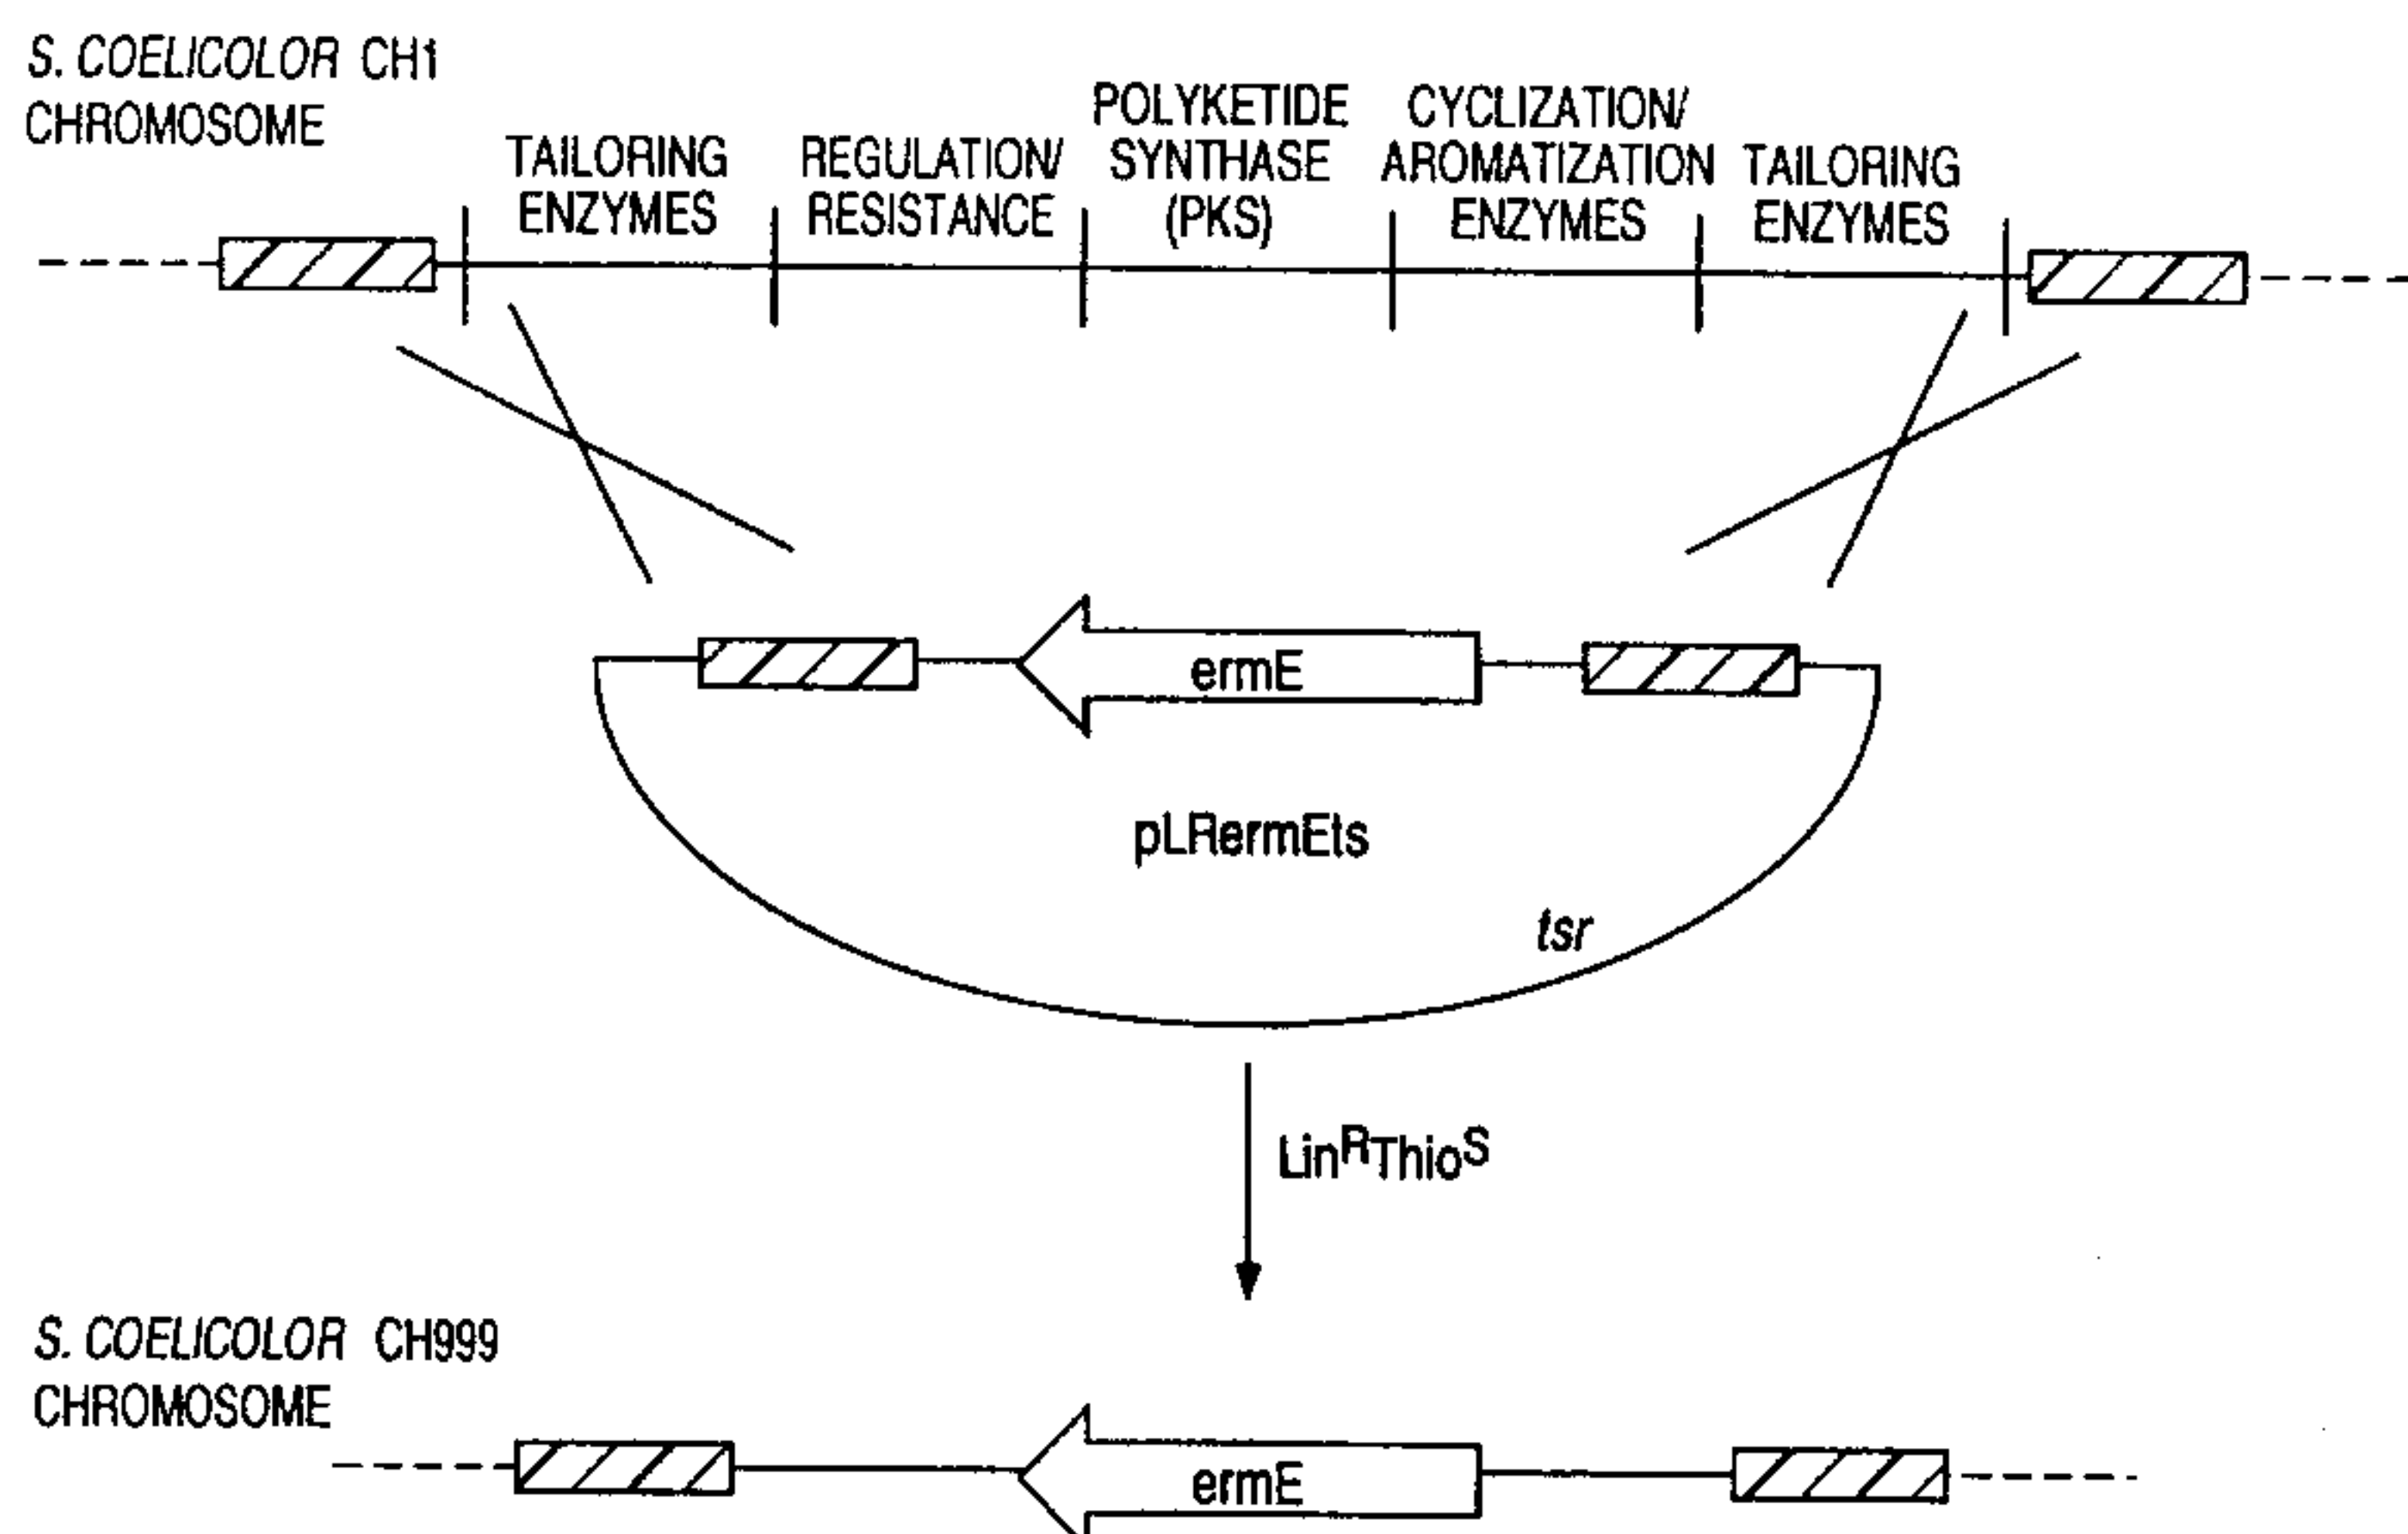 S. COELICOLOR CH1
CHROMOSOME
TAILORING
ENZYMES
REGULATION/
RESISTANCE
POLYKETIDE
SYNTHASE
(PKS)
CYCLIZATION/
AROMATIZATION
ENZYMES
TAILORING
ENZYMES
ermE
pLRermEts
tsr
LinRThioS
S. COELICOLOR CH999
CHROMOSOME
ermE